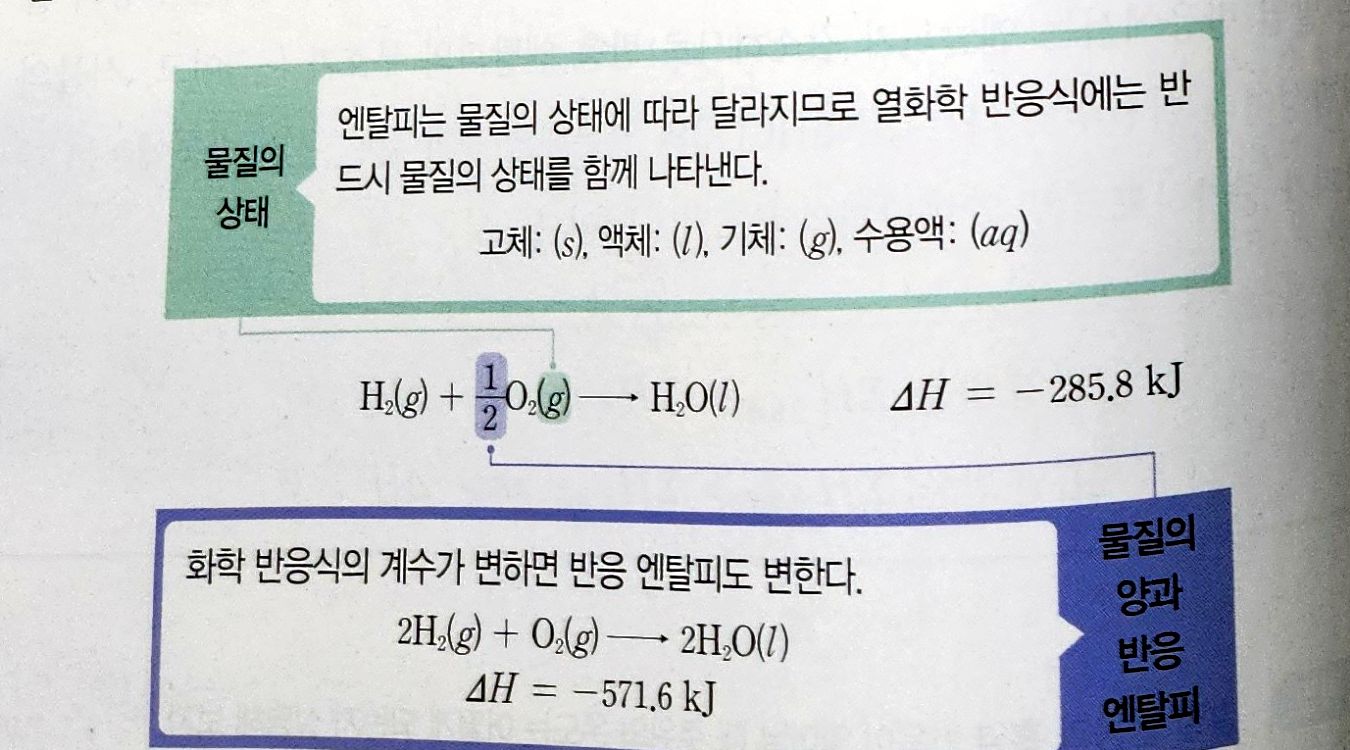 물질의
상태
엔탈피는 물질의 상태에 따라 달라지므로 열화학 반응식에는 반
드시 물질의 상태를 함께 나타낸다.
고체: (s), 액체: (l), 기체: (g), 수용액: (aq)
H₂(g) + 1/2 O₂(g) ⟶ H₂O(l) ΔH = −285.8 kJ
화학 반응식의 계수가 변하면 반응 엔탈피도 변한다.
2H₂(g) + O₂(g) ⟶ 2H₂O(l)
ΔH = −571.6 kJ
물질의
양과
반응
엔탈피